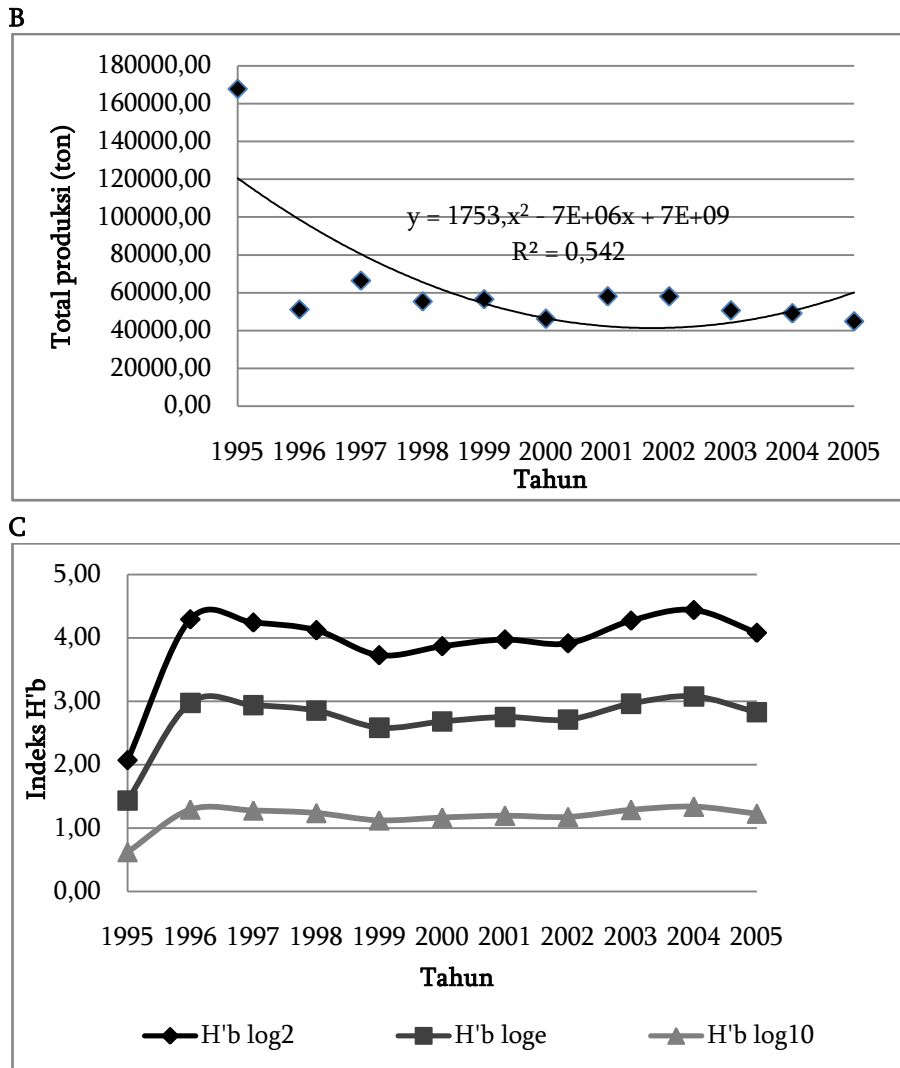 B
180000,00
160000,00
140000,00
120000,00
100000,00
80000,00
60000,00
40000,00
20000,00
0,00
Total produksi (ton)
y = 1753,x² - 7E+06x + 7E+09
R² = 0,542
1995 1996 1997 1998 1999 2000 2001 2002 2003 2004 2005
Tahun
C
5,00
4,00
3,00
2,00
1,00
0,00
Indeks H'b
1995 1996 1997 1998 1999 2000 2001 2002 2003 2004 2005
Tahun
H'b log2 H'b loge H'b log10